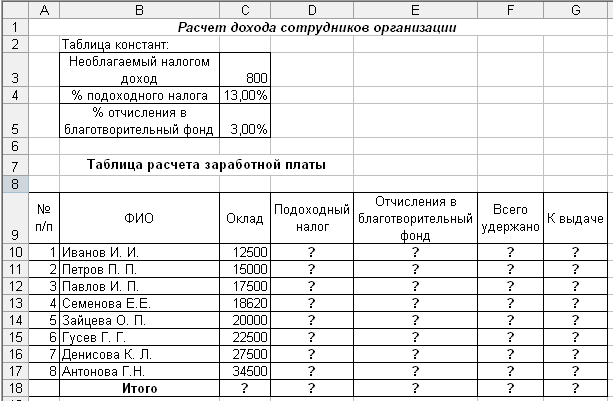 A B C D E F G
1 Расчет дохода сотрудников организации
2 Таблица констант:
Необлагаемый налогом
3 доход 800
4 % подоходного налога 13,00%
% отчисления в
5 благотворительный фонд 3,00%
6
7 Таблица расчета заработной платы
8
№ Подоходный Отчисления в Всего
п/п ФИО Оклад налог благотворительный удержано К выдаче
9 фонд
10 1 Иванов И. И. 12500 ? ? ? ?
11 2 Петров П. П. 15000 ? ? ? ?
12 3 Павлов И. П. 17500 ? ? ? ?
13 4 Семенова Е.Е. 18620 ? ? ? ?
14 5 Зайцева О. П. 20000 ? ? ? ?
15 6 Гусев Г. Г. 22500 ? ? ? ?
16 7 Денисова К. Л. 27500 ? ? ? ?
17 8 Антонова Г.Н. 34500 ? ? ? ?
18 Итого ? ? ? ? ?